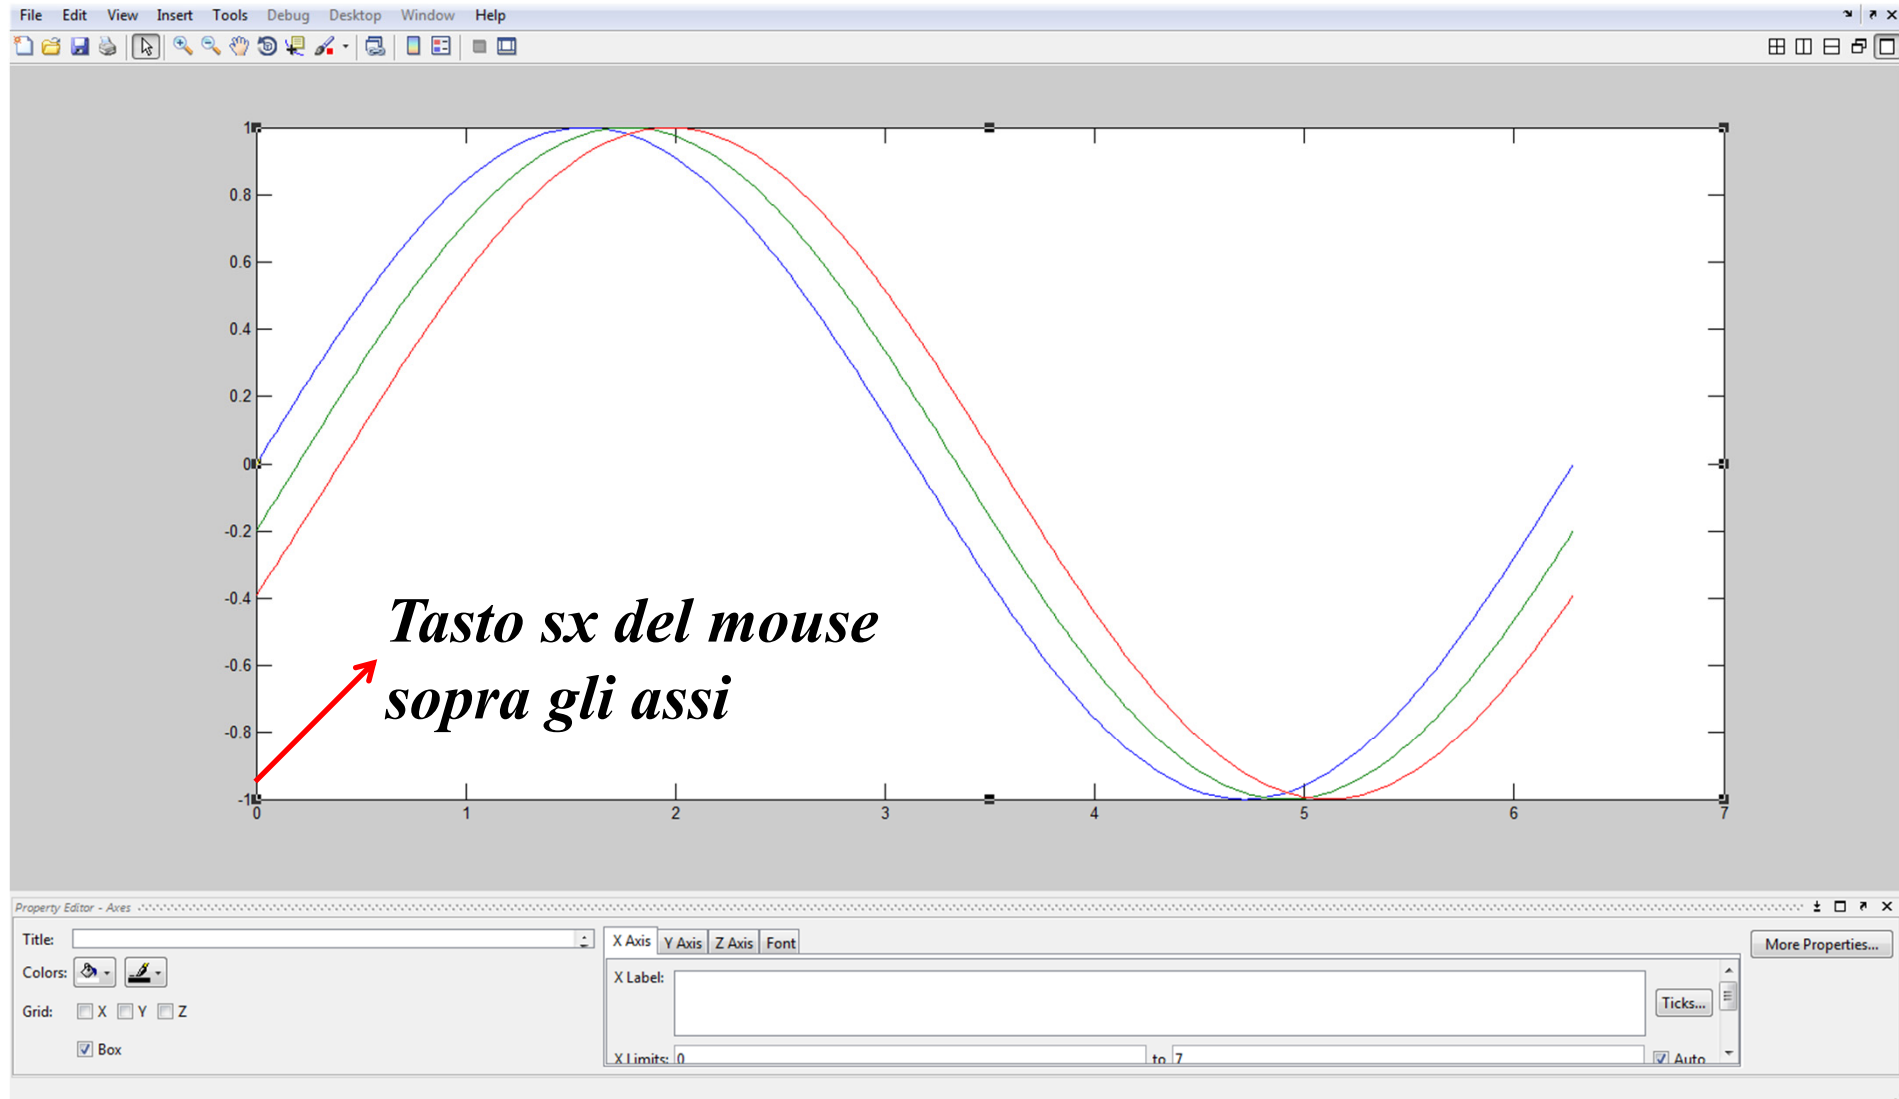 File Edit View Insert Tools Debug Desktop Window Help
1
0.8
0.6
0.4
0.2
0
-0.2
-0.4
-0.6
-0.8
-1
0 1 2 3 4 5 6 7
Tasto sx del mouse
sopra gli assi
Property Editor - Axes
Title:
Colors:
Grid: X Y Z
Box
X Axis Y Axis Z Axis Font
X Label:
Ticks...
X Limits: 0 to 7 Auto
More Properties...